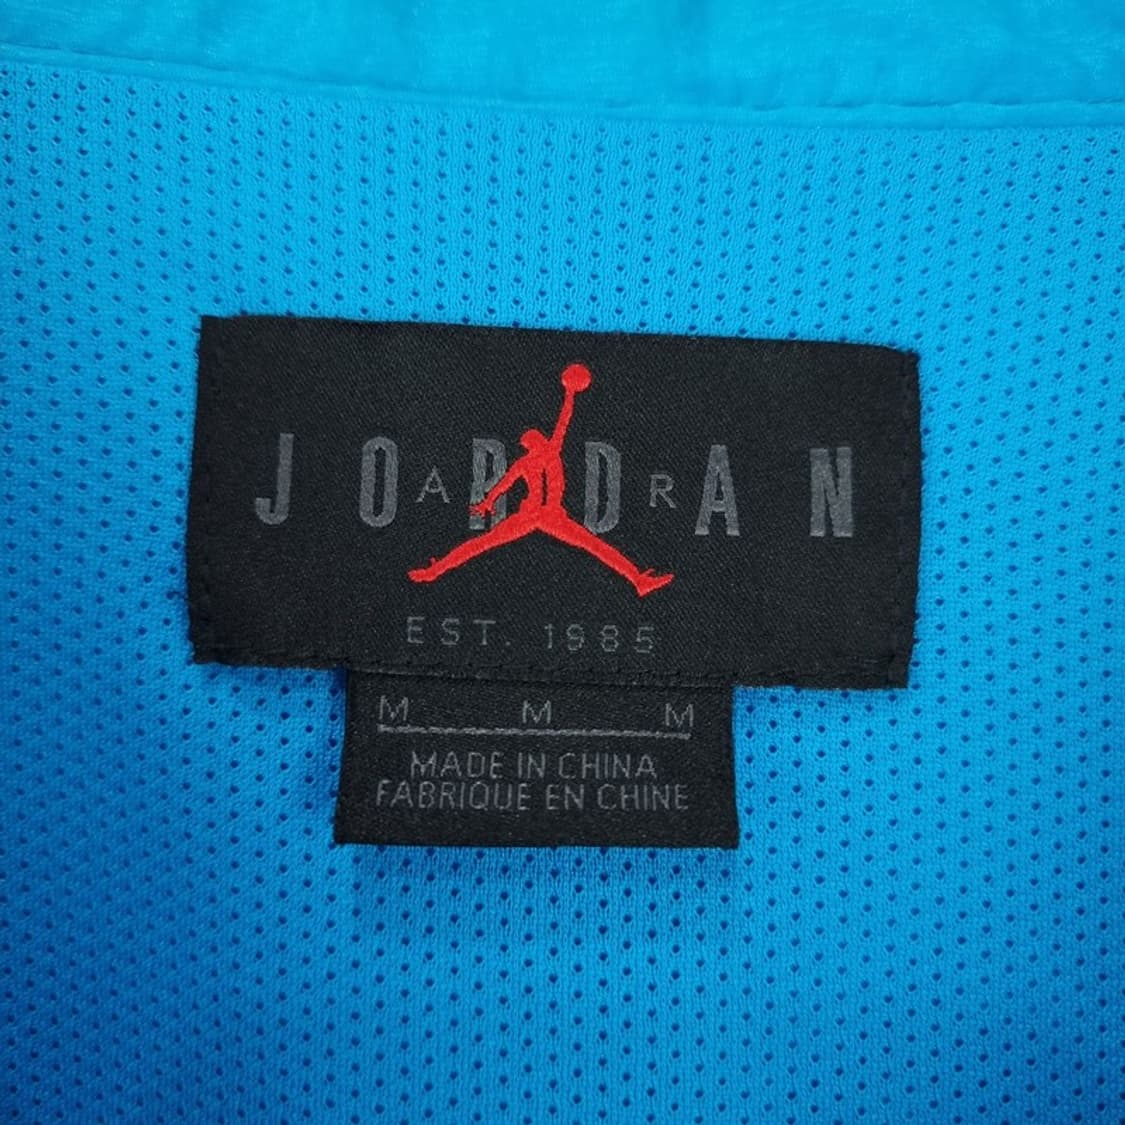 JORDAN
AIR
EST. 1985
M M M
MADE IN CHINA
FABRIQUE EN CHINE